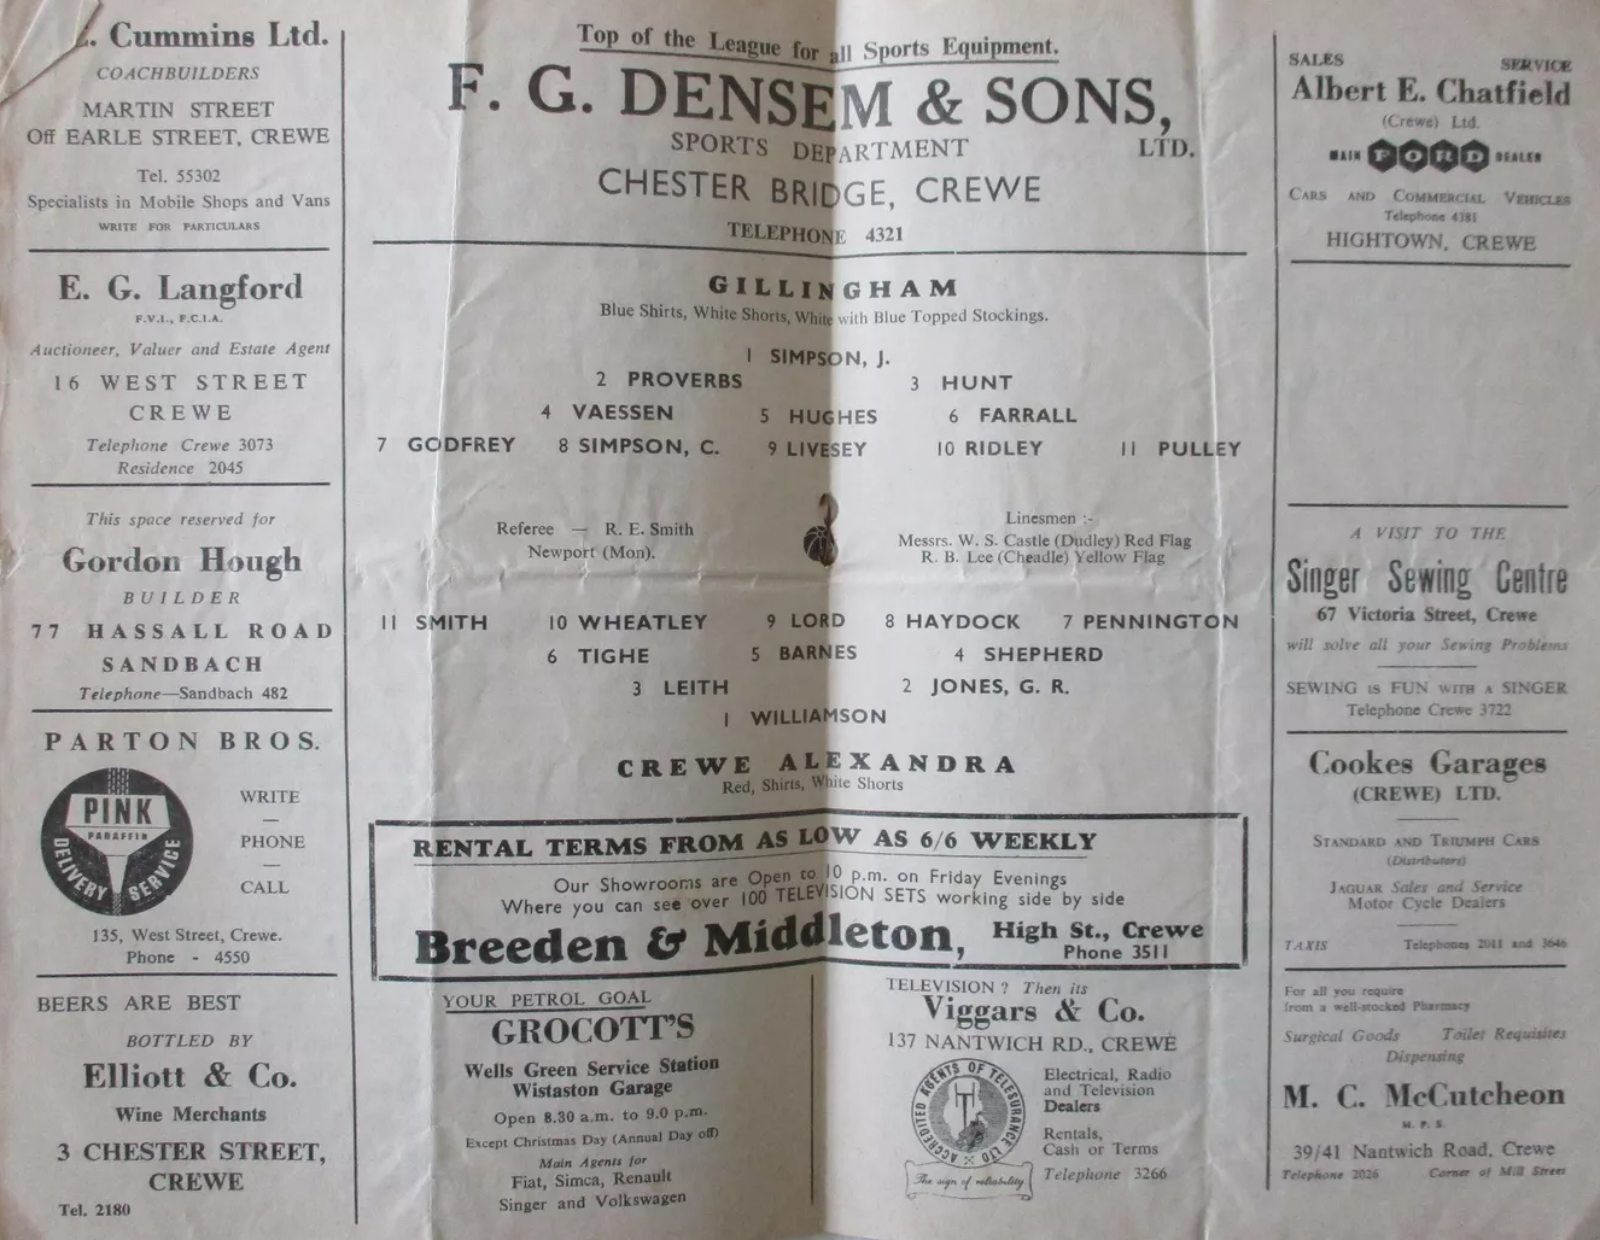 . Cummins Ltd.
COACHBUILDERS
MARTIN STREET
Off EARLE STREET, CREWE
Tel. 55302
Specialists in Mobile Shops and Vans
WRITE FOR PARTICULARS
E. G. Langford
F.V.I., F.C.I.A.
Auctioneer, Valuer and Estate Agent
16 WEST STREET
CREWE
Telephone Crewe 3073
Residence 2045
This space reserved for
Gordon Hough
BUILDER
77 HASSALL ROAD
SANDBACH
Telephone—Sandbach 482
PARTON BROS.
PINK
PARAFFIN
DELIVERY SERVICE
WRITE
—
PHONE
—
CALL
135, West Street, Crewe.
Phone - 4550
BEERS ARE BEST
BOTTLED BY
Elliott & Co.
Wine Merchants
3 CHESTER STREET,
CREWE
Tel. 2180
Top of the League for all Sports Equipment.
F. G. DENSEM & SONS,
SPORTS DEPARTMENT LTD.
CHESTER BRIDGE, CREWE
TELEPHONE 4321
GILLINGHAM
Blue Shirts, White Shorts, White with Blue Topped Stockings.
1 SIMPSON, J.
2 PROVERBS 3 HUNT
4 VAESSEN 5 HUGHES 6 FARRALL
7 GODFREY 8 SIMPSON, C. 9 LIVESEY 10 RIDLEY 11 PULLEY
Referee — R. E. Smith
Newport (Mon).
Linesmen :-
Messrs. W. S. Castle (Dudley) Red Flag
R. B. Lee (Cheadle) Yellow Flag
11 SMITH 10 WHEATLEY 9 LORD 8 HAYDOCK 7 PENNINGTON
6 TIGHE 5 BARNES 4 SHEPHERD
3 LEITH 2 JONES, G. R.
1 WILLIAMSON
CREWE ALEXANDRA
Red, Shirts, White Shorts
RENTAL TERMS FROM AS LOW AS 6/6 WEEKLY
Our Showrooms are Open to 10 p.m. on Friday Evenings
Where you can see over 100 TELEVISION SETS working side by side
Breeden & Middleton, High St., Crewe
Phone 3511
YOUR PETROL GOAL
GROCOTT'S
Wells Green Service Station
Wistaston Garage
Open 8.30 a.m. to 9.0 p.m.
Except Christmas Day (Annual Day off)
Main Agents for
Fiat, Simca, Renault
Singer and Volkswagen
TELEVISION ? Then its
Viggars & Co.
137 NANTWICH RD., CREWE
ACCREDITED AGENTS OF TELESURANCE LTD
The sign of reliability
Electrical, Radio
and Television
Dealers
Rentals,
Cash or Terms
Telephone 3266
SALES SERVICE
Albert E. Chatfield
(Crewe) Ltd.
MAIN FORD DEALER
CARS AND COMMERCIAL VEHICLES
Telephone 4381
HIGHTOWN, CREWE
A VISIT TO THE
Singer Sewing Centre
67 Victoria Street, Crewe
will solve all your Sewing Problems
SEWING IS FUN WITH A SINGER
Telephone Crewe 3722
Cookes Garages
(CREWE) LTD.
STANDARD AND TRIUMPH CARS
(Distributors)
JAGUAR Sales and Service
Motor Cycle Dealers
TAXIS Telephones 2011 and 3646
For all you require
from a well-stocked Pharmacy
Surgical Goods Toilet Requisites
Dispensing
M. C. McCutcheon
M. P. S.
39/41 Nantwich Road, Crewe
Telephone 2026 Corner of Mill Street